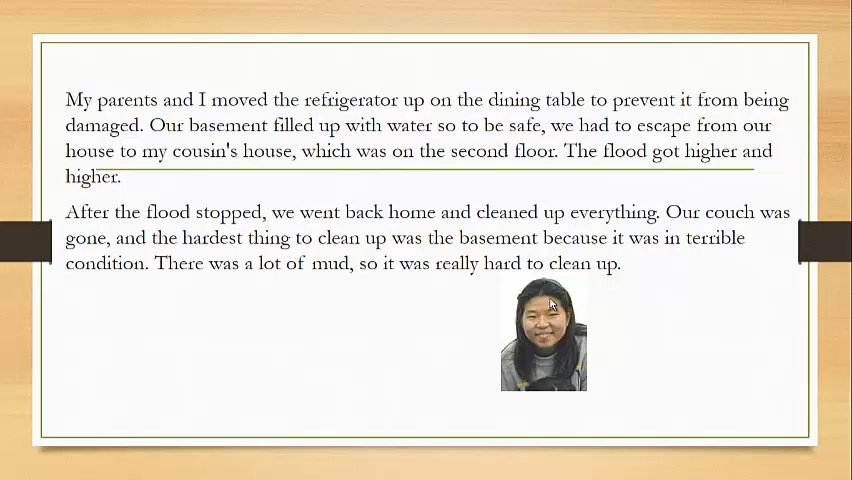 My parents and I moved the refrigerator up on the dining table to prevent it from being
damaged. Our basement filled up with water so to be safe, we had to escape from our
house to my cousin's house, which was on the second floor. The flood got higher and
higher.
After the flood stopped, we went back home and cleaned up everything. Our couch was
gone, and the hardest thing to clean up was the basement because it was in terrible
condition. There was a lot of mud, so it was really hard to clean up.